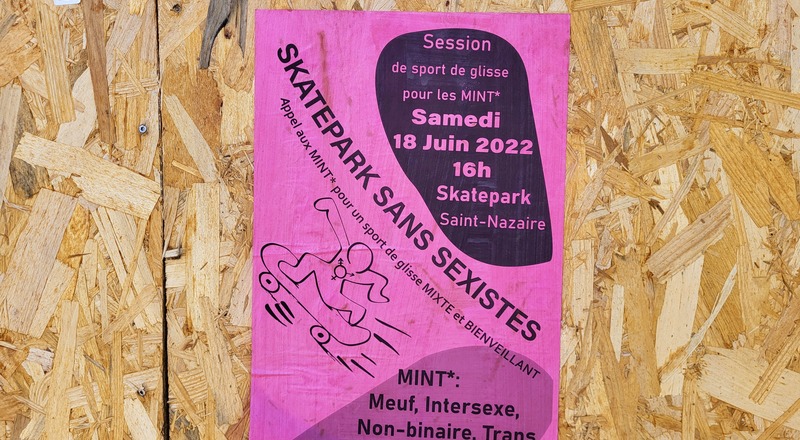 Session
de sport de glisse
pour les MINT*
Samedi
18 Juin 2022
16h
Skatepark
Saint-Nazaire
SKATEPARK SANS SEXISTES
Appel aux MINT* pour un sport de glisse MIXTE et BIENVEILLANT
MINT*:
Meuf, Intersexe,
Non-binaire, Trans